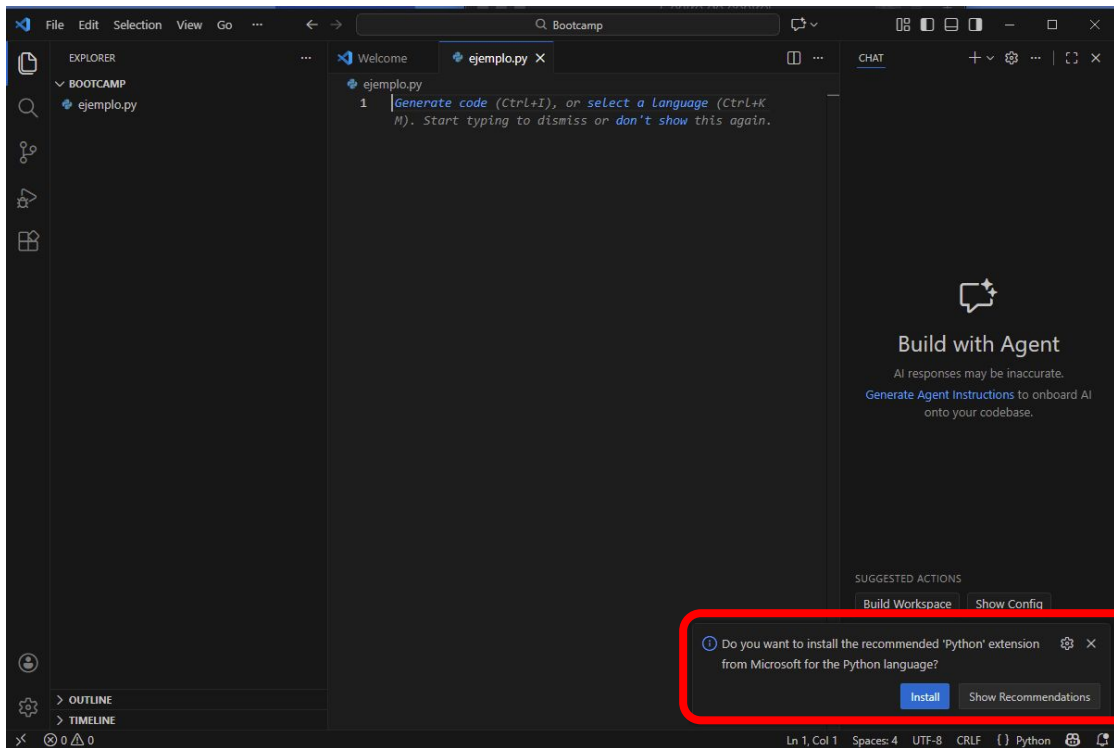 File Edit Selection View Go ... Bootcamp
EXPLORER ...
BOOTCAMP
ejemplo.py
Welcome ejemplo.py ...
ejemplo.py
1 Generate code (Ctrl+I), or select a language (Ctrl+K
M). Start typing to dismiss or don't show this again.
CHAT ...
Build with Agent
AI responses may be inaccurate.
Generate Agent Instructions to onboard AI
onto your codebase.
SUGGESTED ACTIONS
Build Workspace Show Config
Do you want to install the recommended 'Python' extension
from Microsoft for the Python language?
Install Show Recommendations
OUTLINE
TIMELINE
0 0 Ln 1, Col 1 Spaces: 4 UTF-8 CRLF { } Python